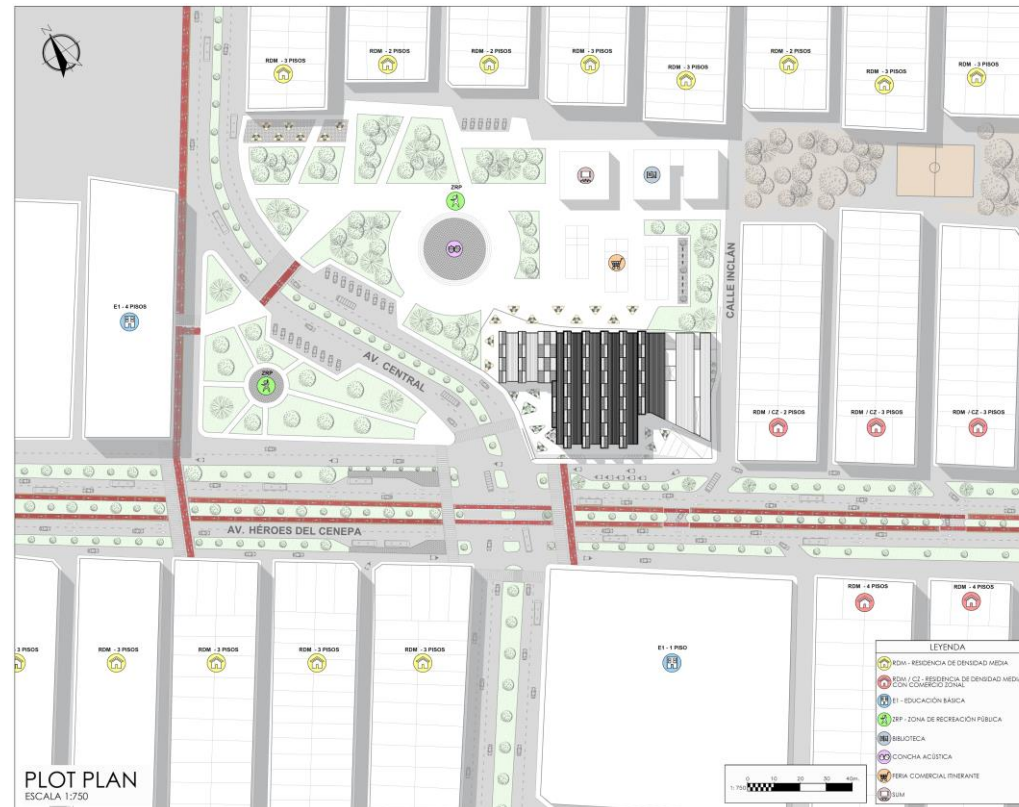 N
RDM - 3 PISOS
RDM - 2 PISOS
RDM - 2 PISOS
RDM - 3 PISOS
RDM - 3 PISOS
RDM - 2 PISOS
RDM - 3 PISOS
RDM - 3 PISOS
ZRP
CALLE INCLÁN
E1 - 4 PISOS
AV. CENTRAL
ZRP
RDM / CZ - 2 PISOS
RDM / CZ - 3 PISOS
RDM / CZ - 3 PISOS
AV. HÉROES DEL CENEPA
RDM - 4 PISOS
RDM - 4 PISOS
3 PISOS
RDM - 3 PISOS
RDM - 3 PISOS
RDM - 3 PISOS
RDM - 3 PISOS
E1 - 1 PISO
LEYENDA
RDM - RESIDENCIA DE DENSIDAD MEDIA
RDM / CZ - RESIDENCIA DE DENSIDAD MEDIA
CON COMERCIO ZONAL
E1 - EDUCACIÓN BÁSICA
ZRP - ZONA DE RECREACIÓN PÚBLICA
BIBLIOTECA
CONCHA ACÚSTICA
FERIA COMERCIAL ITINERANTE
SUM
0 10 20 30 40m.
1: 750
PLOT PLAN
ESCALA 1:750